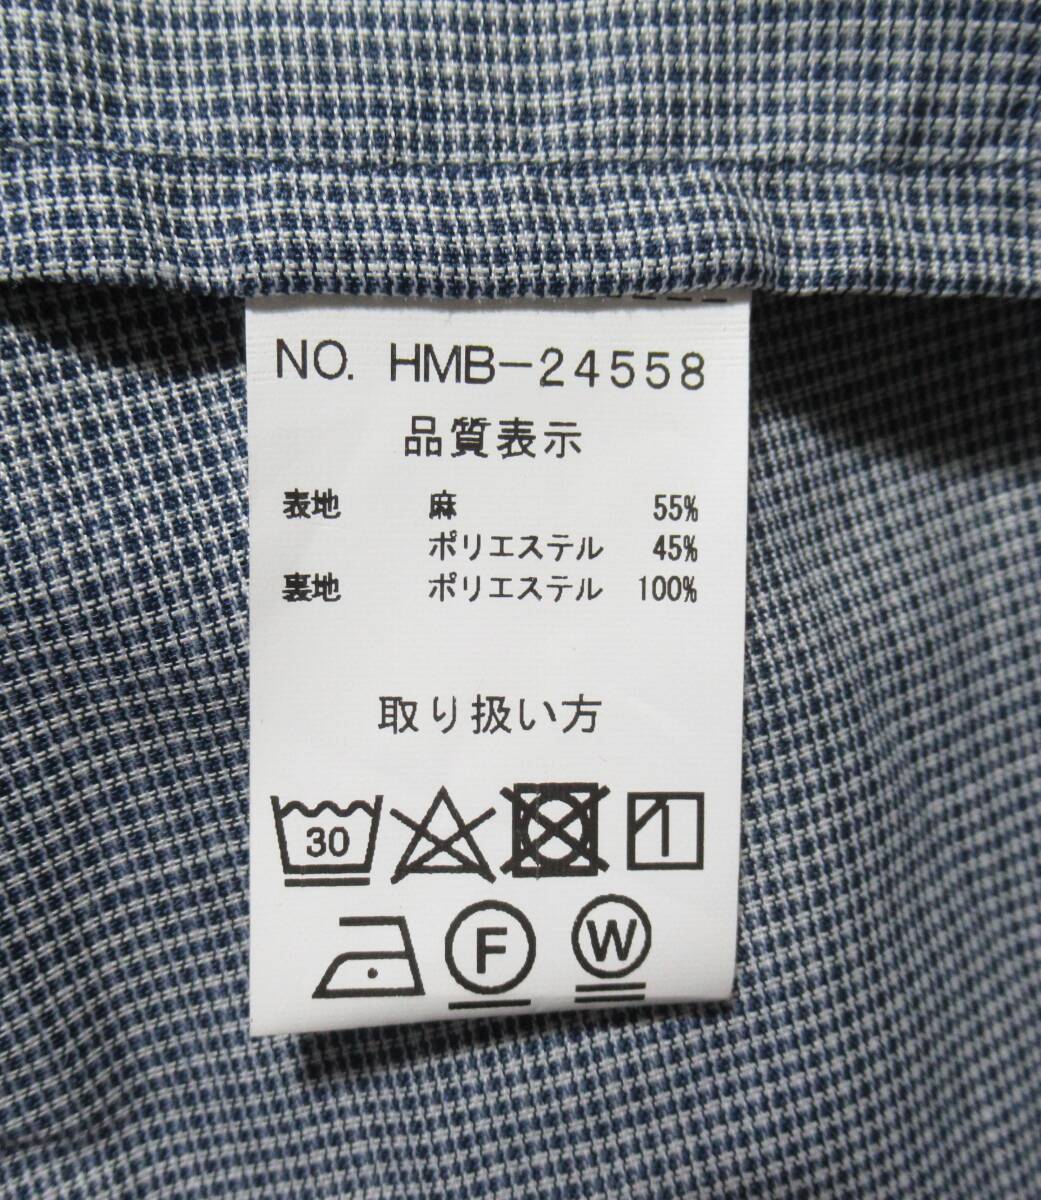 NO. HMB-24558
品質表示
表地 麻 55%
ポリエステル 45%
裏地 ポリエステル 100%
取り扱い方
30
F W